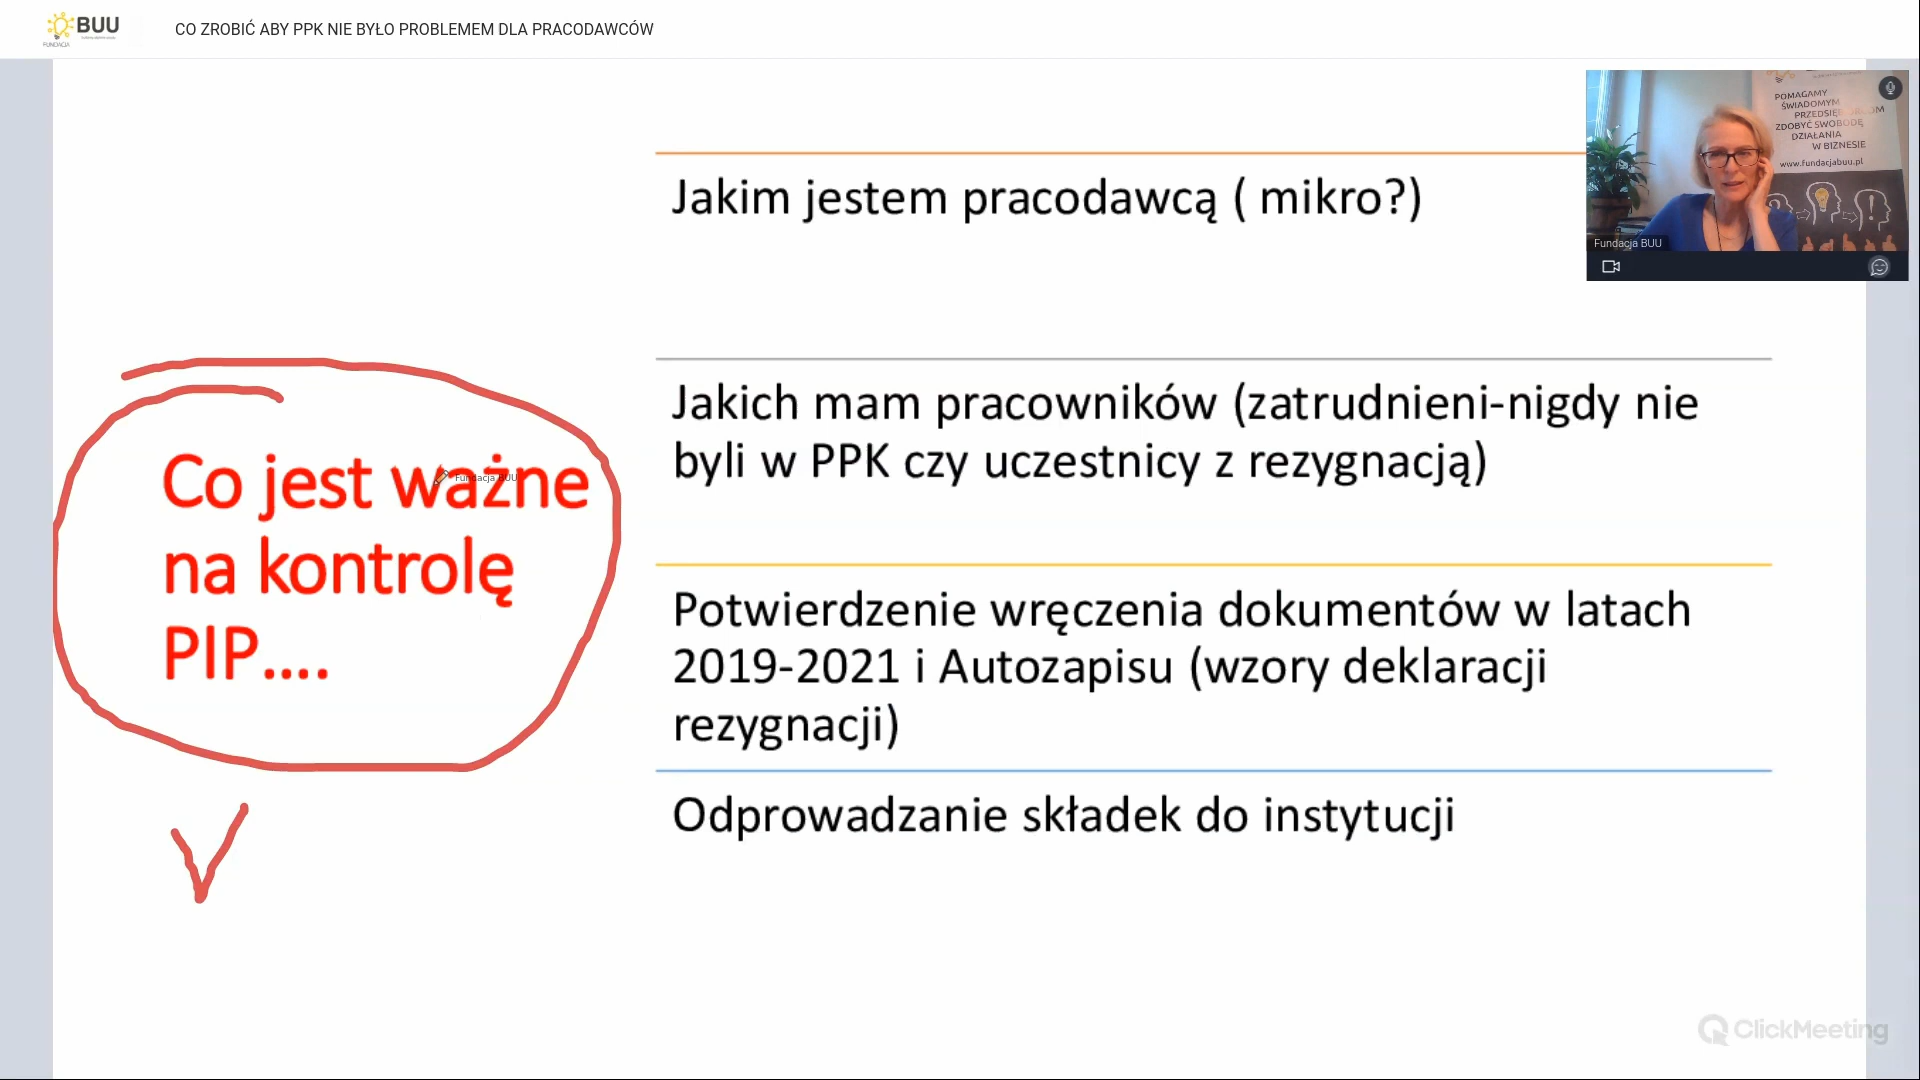 BUU
FUNDACJA
CO ZROBIĆ ABY PPK NIE BYŁO PROBLEMEM DLA PRACODAWCÓW
POMAGAMY
ŚWIADOMYM
ZDOBYĆ SWOBODĘ
DZIAŁANIA
W BIZNESIE
www.fundacjabuu.pl
Fundacja BUU
Jakim jestem pracodawcą ( mikro?)
Jakich mam pracowników (zatrudnieni-nigdy nie
byli w PPK czy uczestnicy z rezygnacją)
Co jest ważne
na kontrolę
PIP....
Fundacja BUU
Potwierdzenie wręczenia dokumentów w latach
2019-2021 i Autozapisu (wzory deklaracji
rezygnacji)
Odprowadzanie składek do instytucji
ClickMeeting